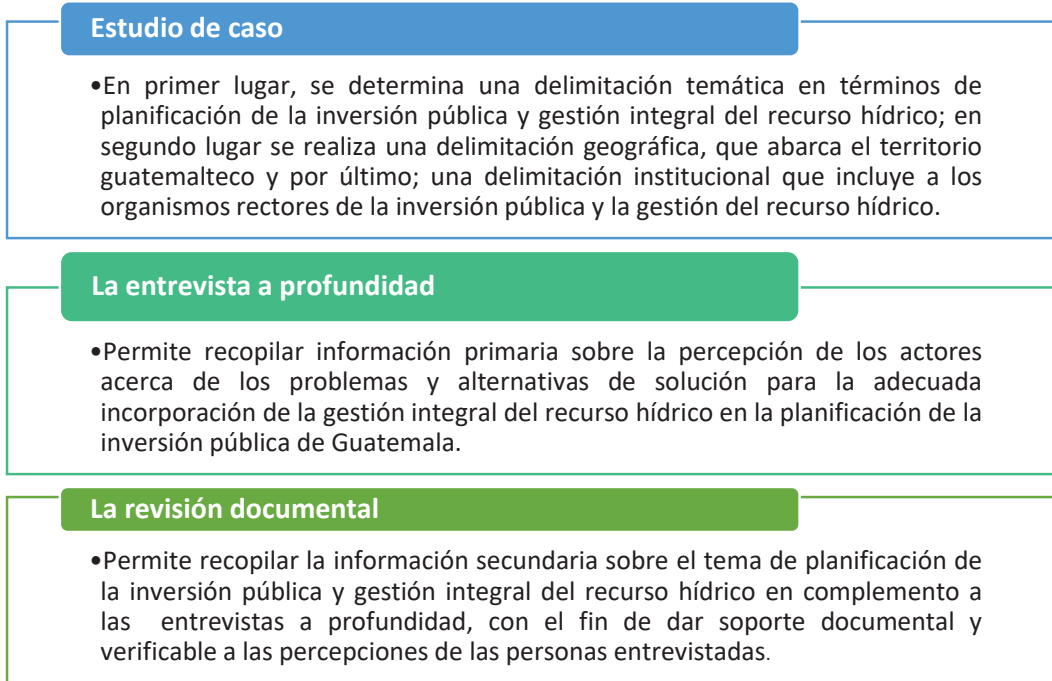 Estudio de caso
•En primer lugar, se determina una delimitación temática en términos de
planificación de la inversión pública y gestión integral del recurso hídrico; en
segundo lugar se realiza una delimitación geográfica, que abarca el territorio
guatemalteco y por último; una delimitación institucional que incluye a los
organismos rectores de la inversión pública y la gestión del recurso hídrico.
La entrevista a profundidad
•Permite recopilar información primaria sobre la percepción de los actores
acerca de los problemas y alternativas de solución para la adecuada
incorporación de la gestión integral del recurso hídrico en la planificación de la
inversión pública de Guatemala.
La revisión documental
•Permite recopilar la información secundaria sobre el tema de planificación de
la inversión pública y gestión integral del recurso hídrico en complemento a
las entrevistas a profundidad, con el fin de dar soporte documental y
verificable a las percepciones de las personas entrevistadas.